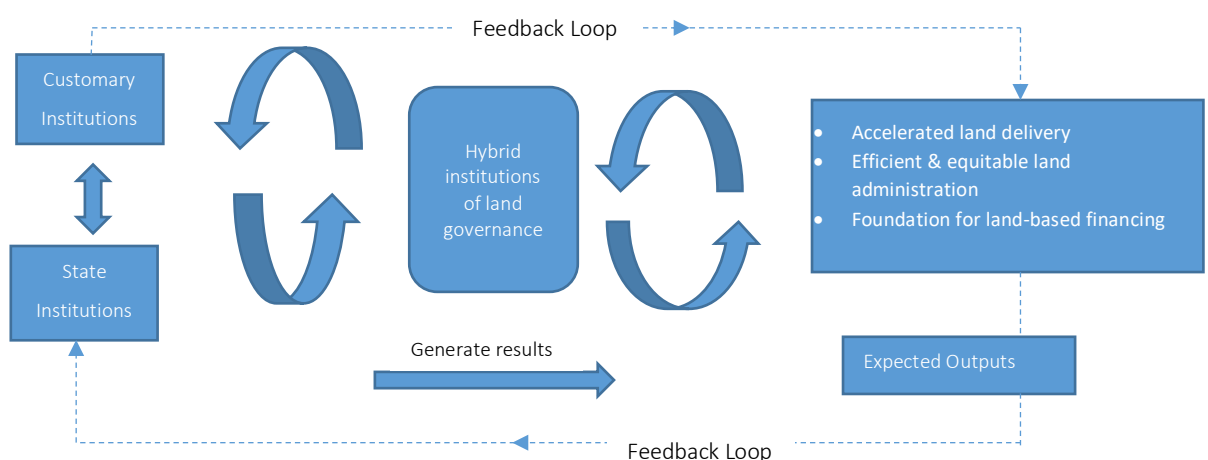 Feedback Loop
Customary
Institutions
Hybrid
institutions
of land
governance
• Accelerated land delivery
• Efficient & equitable land
administration
• Foundation for land-based financing
State
Institutions
Generate results
Expected Outputs
Feedback Loop